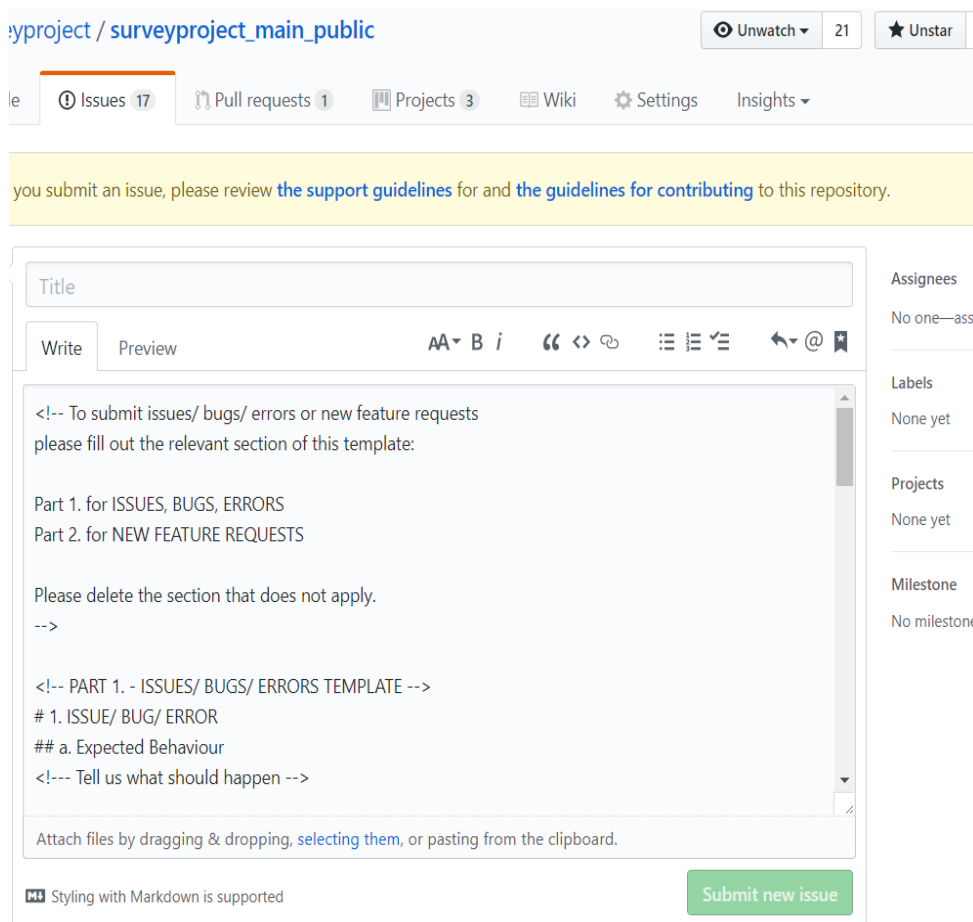 eyproject / surveyproject_main_public
Unwatch 21 Unstar
le Issues 17 Pull requests 1 Projects 3 Wiki Settings Insights
you submit an issue, please review the support guidelines for and the guidelines for contributing to this repository.
Title
Write Preview AA B i
<!-- To submit issues/ bugs/ errors or new feature requests
please fill out the relevant section of this template:
Part 1. for ISSUES, BUGS, ERRORS
Part 2. for NEW FEATURE REQUESTS
Please delete the section that does not apply.
-->
<!-- PART 1. - ISSUES/ BUGS/ ERRORS TEMPLATE -->
# 1. ISSUE/ BUG/ ERROR
## a. Expected Behaviour
<!--- Tell us what should happen -->
Attach files by dragging & dropping, selecting them, or pasting from the clipboard.
Styling with Markdown is supported
Submit new issue
Assignees
No one—ass
Labels
None yet
Projects
None yet
Milestone
No milestone